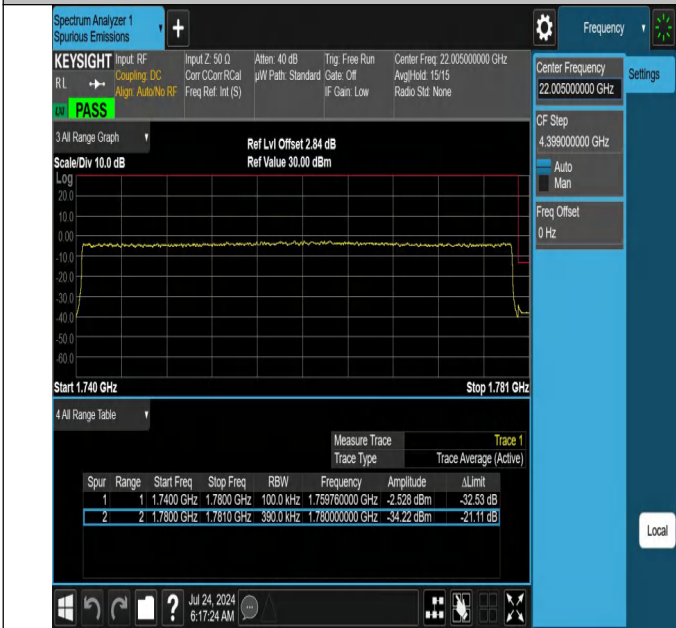 Spectrum Analyzer 1
Spurious Emissions
+
Frequency
KEYSIGHT
RL
LXI
PASS
Input: RF
Coupling: DC
Align: Auto/No RF
Input Z: 50 Ω
Corr CCorr RCal
Freq Ref: Int (S)
Atten: 40 dB
µW Path: Standard
Trig: Free Run
Gate: Off
IF Gain: Low
Center Freq: 22.005000000 GHz
Avg|Hold: 15/15
Radio Std: None
Center Frequency
22.005000000 GHz
Settings
CF Step
4.399000000 GHz
Auto
Man
Freq Offset
0 Hz
3 All Range Graph
Scale/Div 10.0 dB
Ref Lvl Offset 2.84 dB
Ref Value 30.00 dBm
Log
20.0
10.0
0.00
-10.0
-20.0
-30.0
-40.0
-50.0
-60.0
Start 1.740 GHz
Stop 1.781 GHz
4 All Range Table
Measure Trace Trace 1
Trace Type Trace Average (Active)
Spur Range Start Freq Stop Freq RBW Frequency Amplitude ΔLimit
1 1 1.7400 GHz 1.7800 GHz 100.0 kHz 1.759760000 GHz -2.528 dBm -32.53 dB
2 2 1.7800 GHz 1.7810 GHz 390.0 kHz 1.780000000 GHz -34.22 dBm -21.11 dB
Local
?
Jul 24, 2024
6:17:24 AM